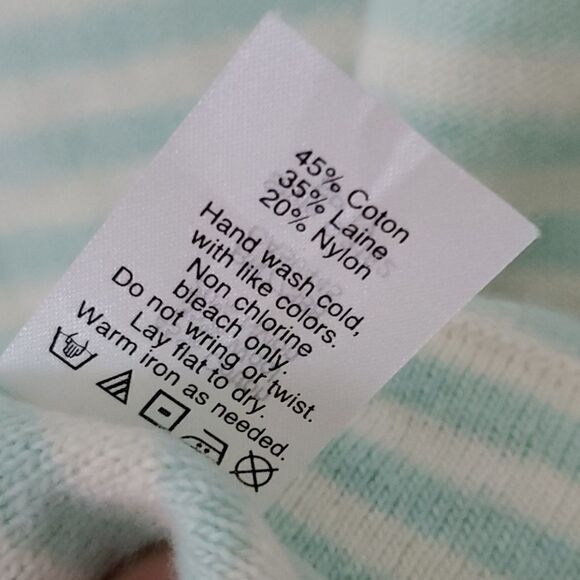 45% Coton
35% Laine
20% Nylon
Hand wash cold,
with like colors.
Non chlorine
bleach only.
Do not wring or twist.
Lay flat to dry.
Warm iron as needed.